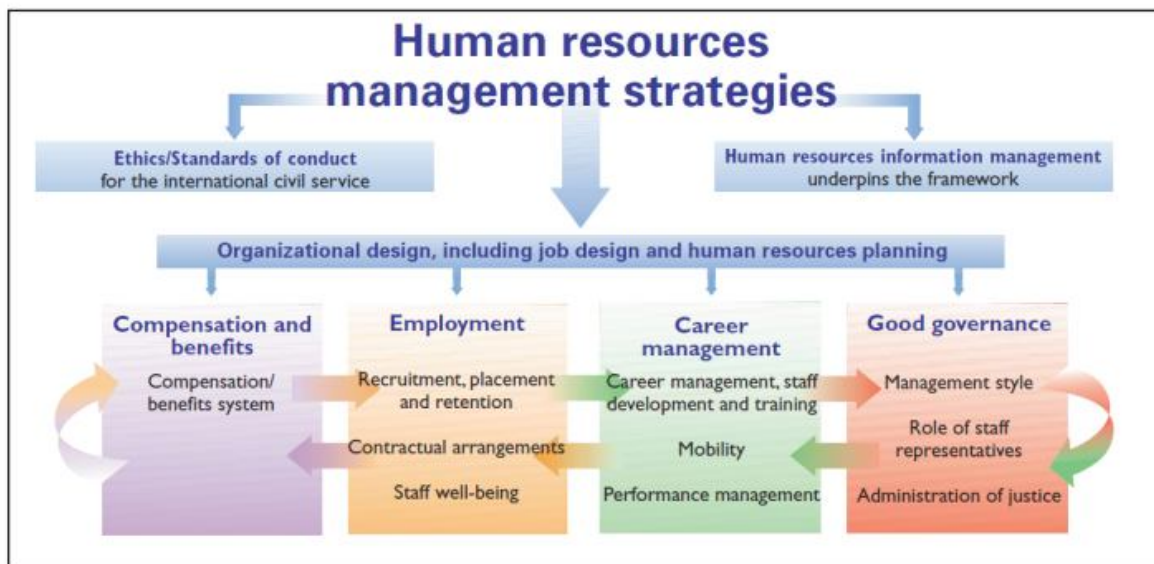 Human resources
management strategies
Ethics/Standards of conduct
for the international civil service
Human resources information management
underpins the framework
Organizational design, including job design and human resources planning
Compensation and
benefits
Compensation/
benefits system
Employment
Recruitment, placement
and retention
Contractual arrangements
Staff well-being
Career
management
Career management, staff
development and training
Mobility
Performance management
Good governance
Management style
Role of staff
representatives
Administration of justice